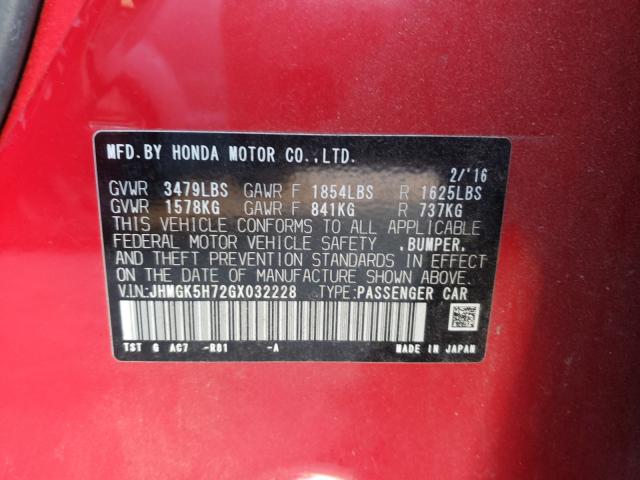 MFD.BY HONDA MOTOR CO.,LTD.
2/'16
GVWR 3479LBS GAWR F 1854LBS R 1625LBS
GVWR 1578KG GAWR F 841KG R 737KG
THIS VEHICLE CONFORMS TO ALL APPLICABLE
FEDERAL MOTOR VEHICLE SAFETY ,BUMPER,
AND THEFT PREVENTION STANDARDS IN EFFECT
ON THE DATE OF MANUFACTURE SHOWN ABOVE.
V.I.N:JHMGK5H72GX032228 TYPE:PASSENGER CAR
TST G AC7 -R81 -A MADE IN JAPAN